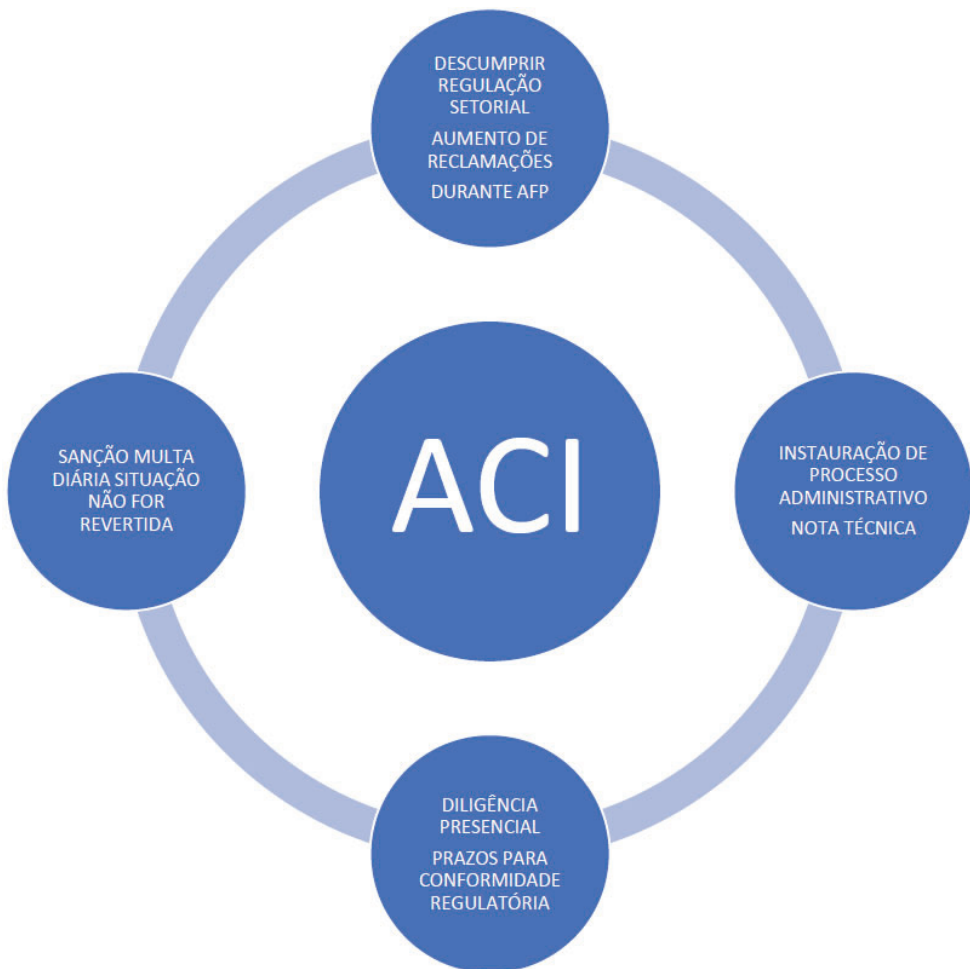 DESCUMPRIR
REGULAÇÃO
SETORIAL
AUMENTO DE
RECLAMAÇÕES
DURANTE AFP
SANÇÃO MULTA
DIÁRIA SITUAÇÃO
NÃO FOR
REVERTIDA
ACI
INSTAURAÇÃO DE
PROCESSO
ADMINISTRATIVO
NOTA TÉCNICA
DILIGÊNCIA
PRESENCIAL
PRAZOS PARA
CONFORMIDADE
REGULATÓRIA